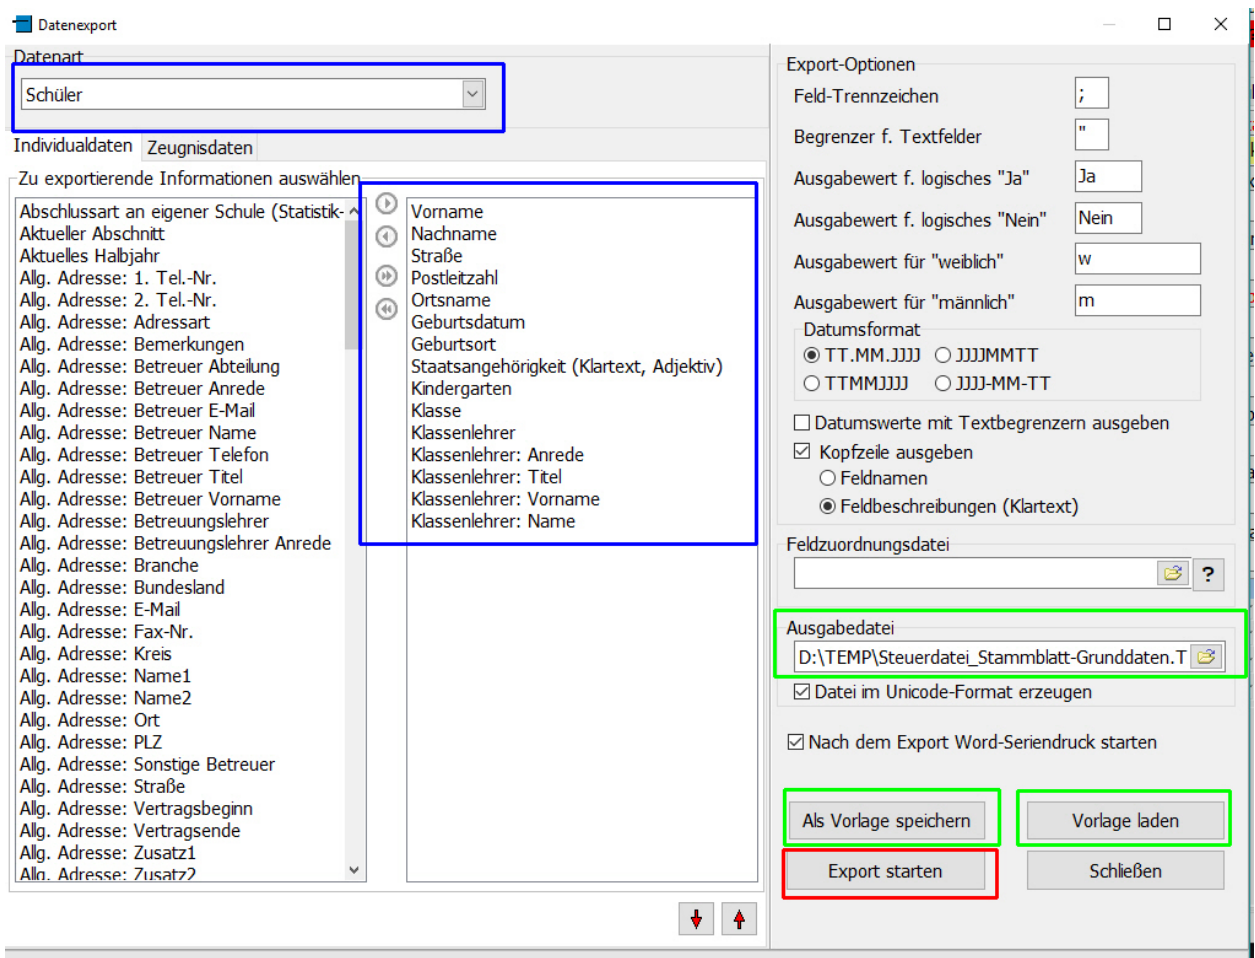 Datenexport
Datenart
Schüler
Individualdaten Zeugnisdaten
Zu exportierende Informationen auswählen
Abschlussart an eigener Schule (Statistik-
Aktueller Abschnitt
Aktuelles Halbjahr
Allg. Adresse: 1. Tel.-Nr.
Allg. Adresse: 2. Tel.-Nr.
Allg. Adresse: Adressart
Allg. Adresse: Bemerkungen
Allg. Adresse: Betreuer Abteilung
Allg. Adresse: Betreuer Anrede
Allg. Adresse: Betreuer E-Mail
Allg. Adresse: Betreuer Name
Allg. Adresse: Betreuer Telefon
Allg. Adresse: Betreuer Titel
Allg. Adresse: Betreuer Vorname
Allg. Adresse: Betreuungslehrer
Allg. Adresse: Betreuungslehrer Anrede
Allg. Adresse: Branche
Allg. Adresse: Bundesland
Allg. Adresse: E-Mail
Allg. Adresse: Fax-Nr.
Allg. Adresse: Kreis
Allg. Adresse: Name1
Allg. Adresse: Name2
Allg. Adresse: Ort
Allg. Adresse: PLZ
Allg. Adresse: Sonstige Betreuer
Allg. Adresse: Straße
Allg. Adresse: Vertragsbeginn
Allg. Adresse: Vertragsende
Allg. Adresse: Zusatz1
Allg. Adresse: Zusatz2
Vorname
Nachname
Straße
Postleitzahl
Ortsname
Geburtsdatum
Geburtsort
Staatsangehörigkeit (Klartext, Adjektiv)
Kindergarten
Klasse
Klassenlehrer
Klassenlehrer: Anrede
Klassenlehrer: Titel
Klassenlehrer: Vorname
Klassenlehrer: Name
Export-Optionen
Feld-Trennzeichen ;
Begrenzer f. Textfelder "
Ausgabewert f. logisches "Ja" Ja
Ausgabewert f. logisches "Nein" Nein
Ausgabewert für "weiblich" w
Ausgabewert für "männlich" m
Datumsformat
TT.MM.JJJJ JJJJMMTT
TTMMJJJJ JJJJ-MM-TT
Datumswerte mit Textbegrenzern ausgeben
Kopfzeile ausgeben
Feldnamen
Feldbeschreibungen (Klartext)
Feldzuordnungsdatei
?
Ausgabedatei
D:\TEMP\Steuerdatei_Stammblatt-Grunddaten.T
Datei im Unicode-Format erzeugen
Nach dem Export Word-Seriendruck starten
Als Vorlage speichern Vorlage laden
Export starten Schließen